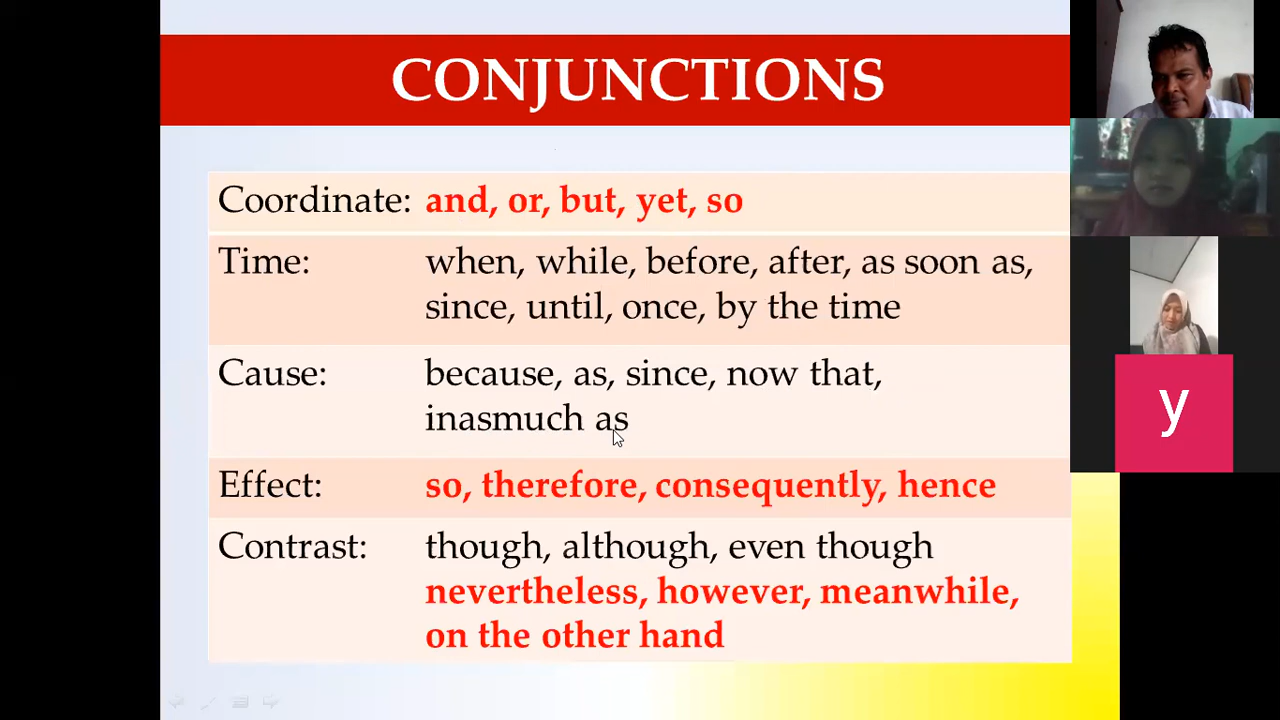 CONJUNCTIONS
Coordinate: and, or, but, yet, so
Time: when, while, before, after, as soon as,
since, until, once, by the time
Cause: because, as, since, now that,
inasmuch as
Effect: so, therefore, consequently, hence
Contrast: though, although, even though
nevertheless, however, meanwhile,
on the other hand
y